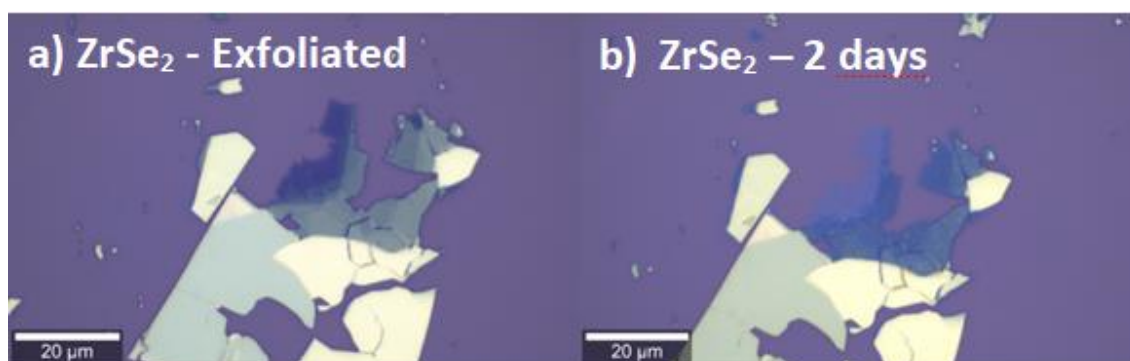 a) ZrSe₂ - Exfoliated
b) ZrSe₂ – 2 days
20 µm
20 µm